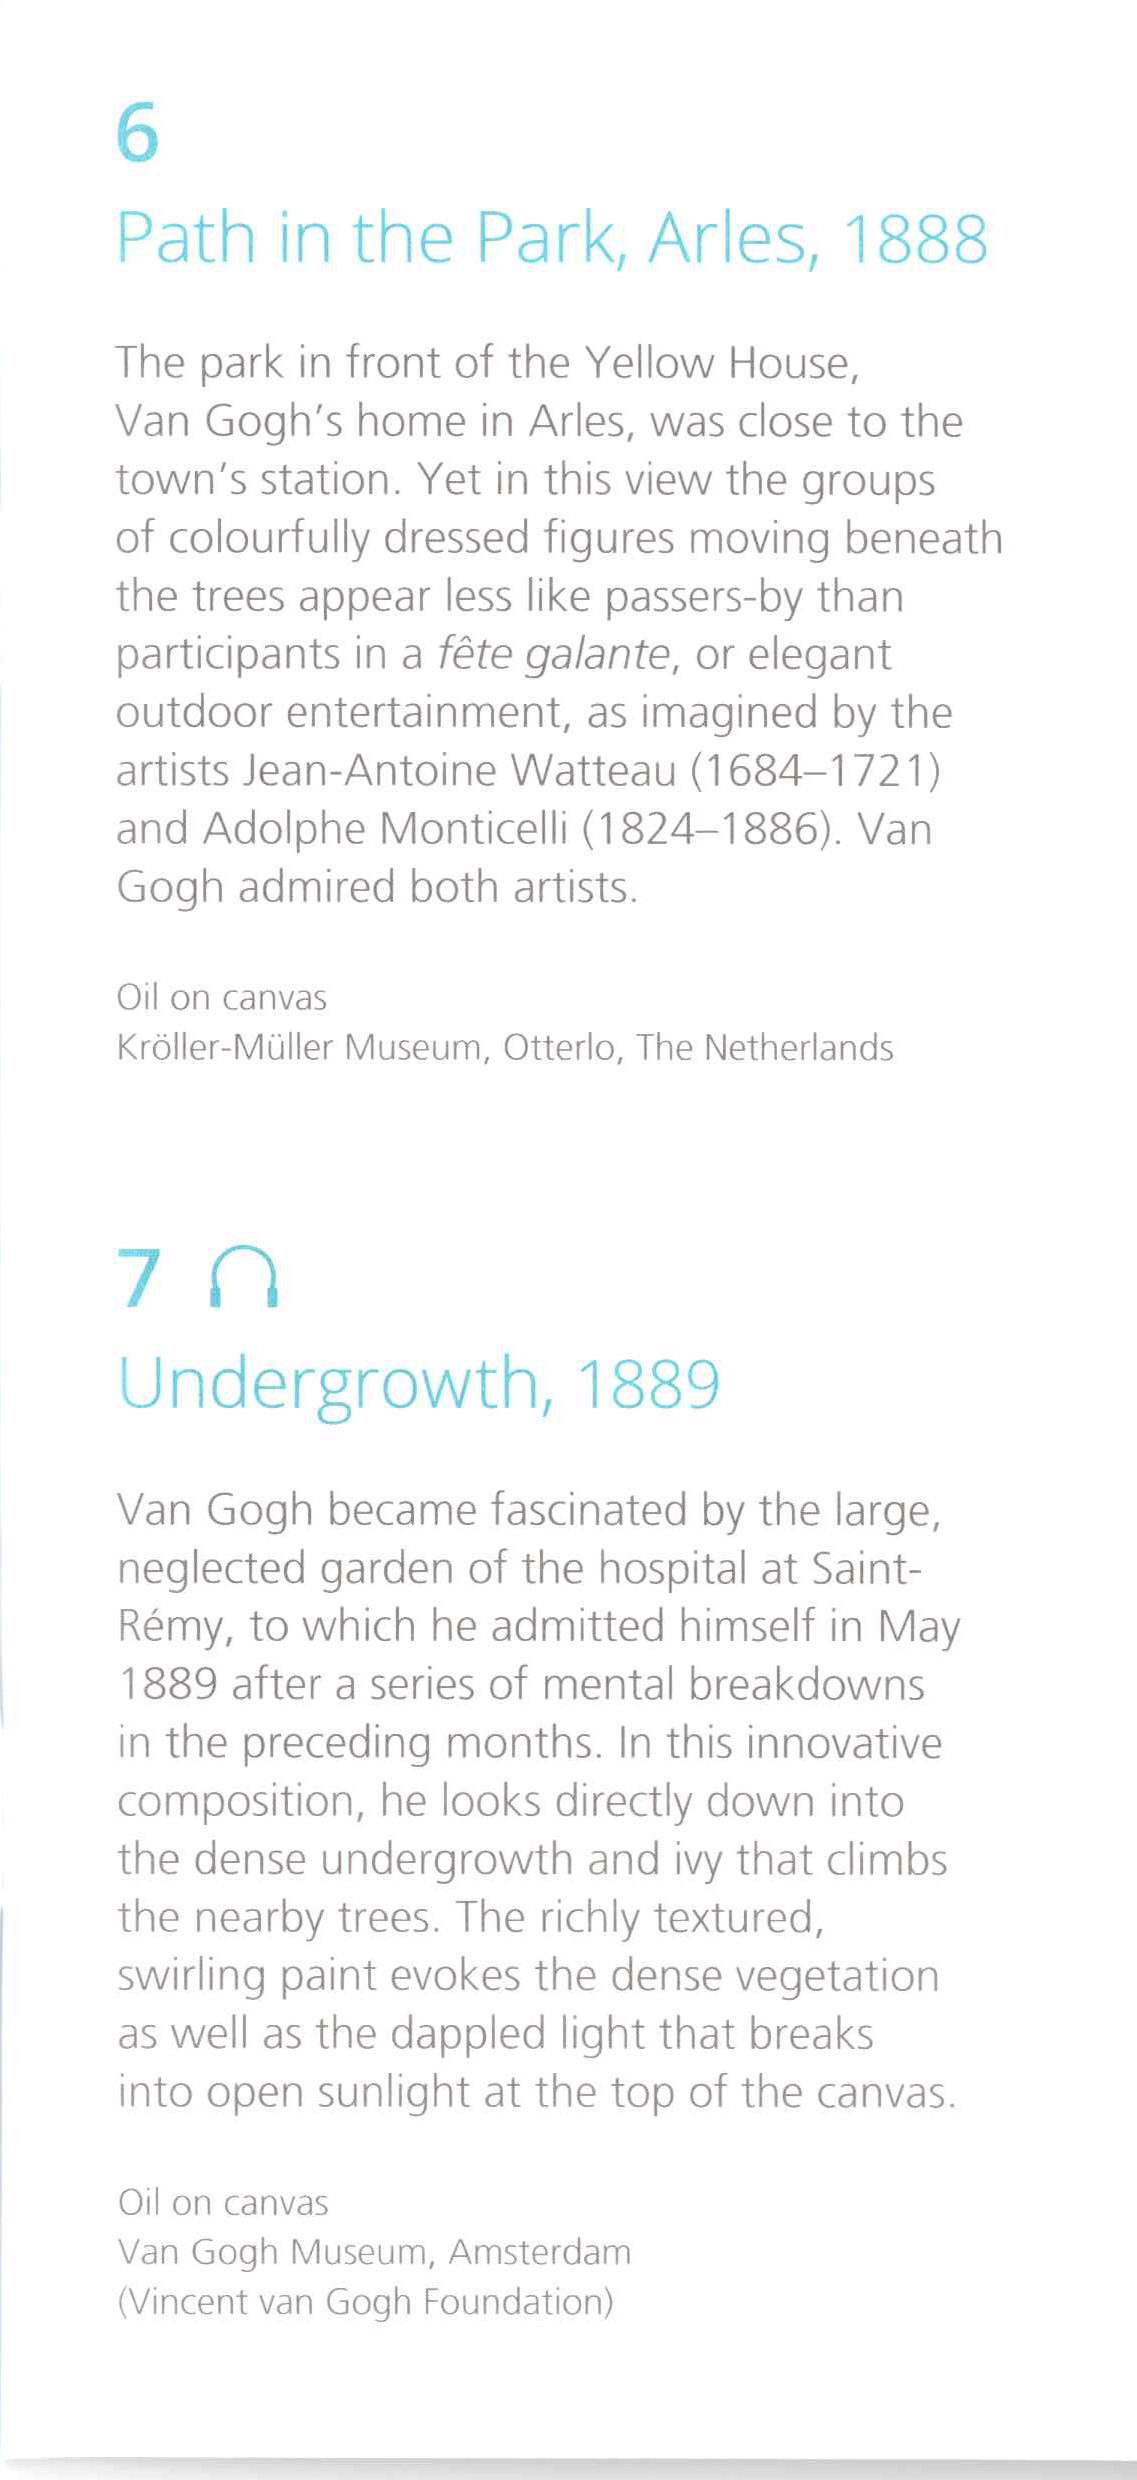 6
Path in the Park, Arles, 1888
The park in front of the Yellow House,
Van Gogh’s home in Arles, was close to the
town’s station. Yet in this view the groups
of colourfully dressed figures moving beneath
the trees appear less like passers-by than
participants in a fête galante, or elegant
outdoor entertainment, as imagined by the
artists Jean-Antoine Watteau (1684–1721)
and Adolphe Monticelli (1824–1886). Van
Gogh admired both artists.
Oil on canvas
Kröller-Müller Museum, Otterlo, The Netherlands
7
Undergrowth, 1889
Van Gogh became fascinated by the large,
neglected garden of the hospital at Saint-
Rémy, to which he admitted himself in May
1889 after a series of mental breakdowns
in the preceding months. In this innovative
composition, he looks directly down into
the dense undergrowth and ivy that climbs
the nearby trees. The richly textured,
swirling paint evokes the dense vegetation
as well as the dappled light that breaks
into open sunlight at the top of the canvas.
Oil on canvas
Van Gogh Museum, Amsterdam
(Vincent van Gogh Foundation)